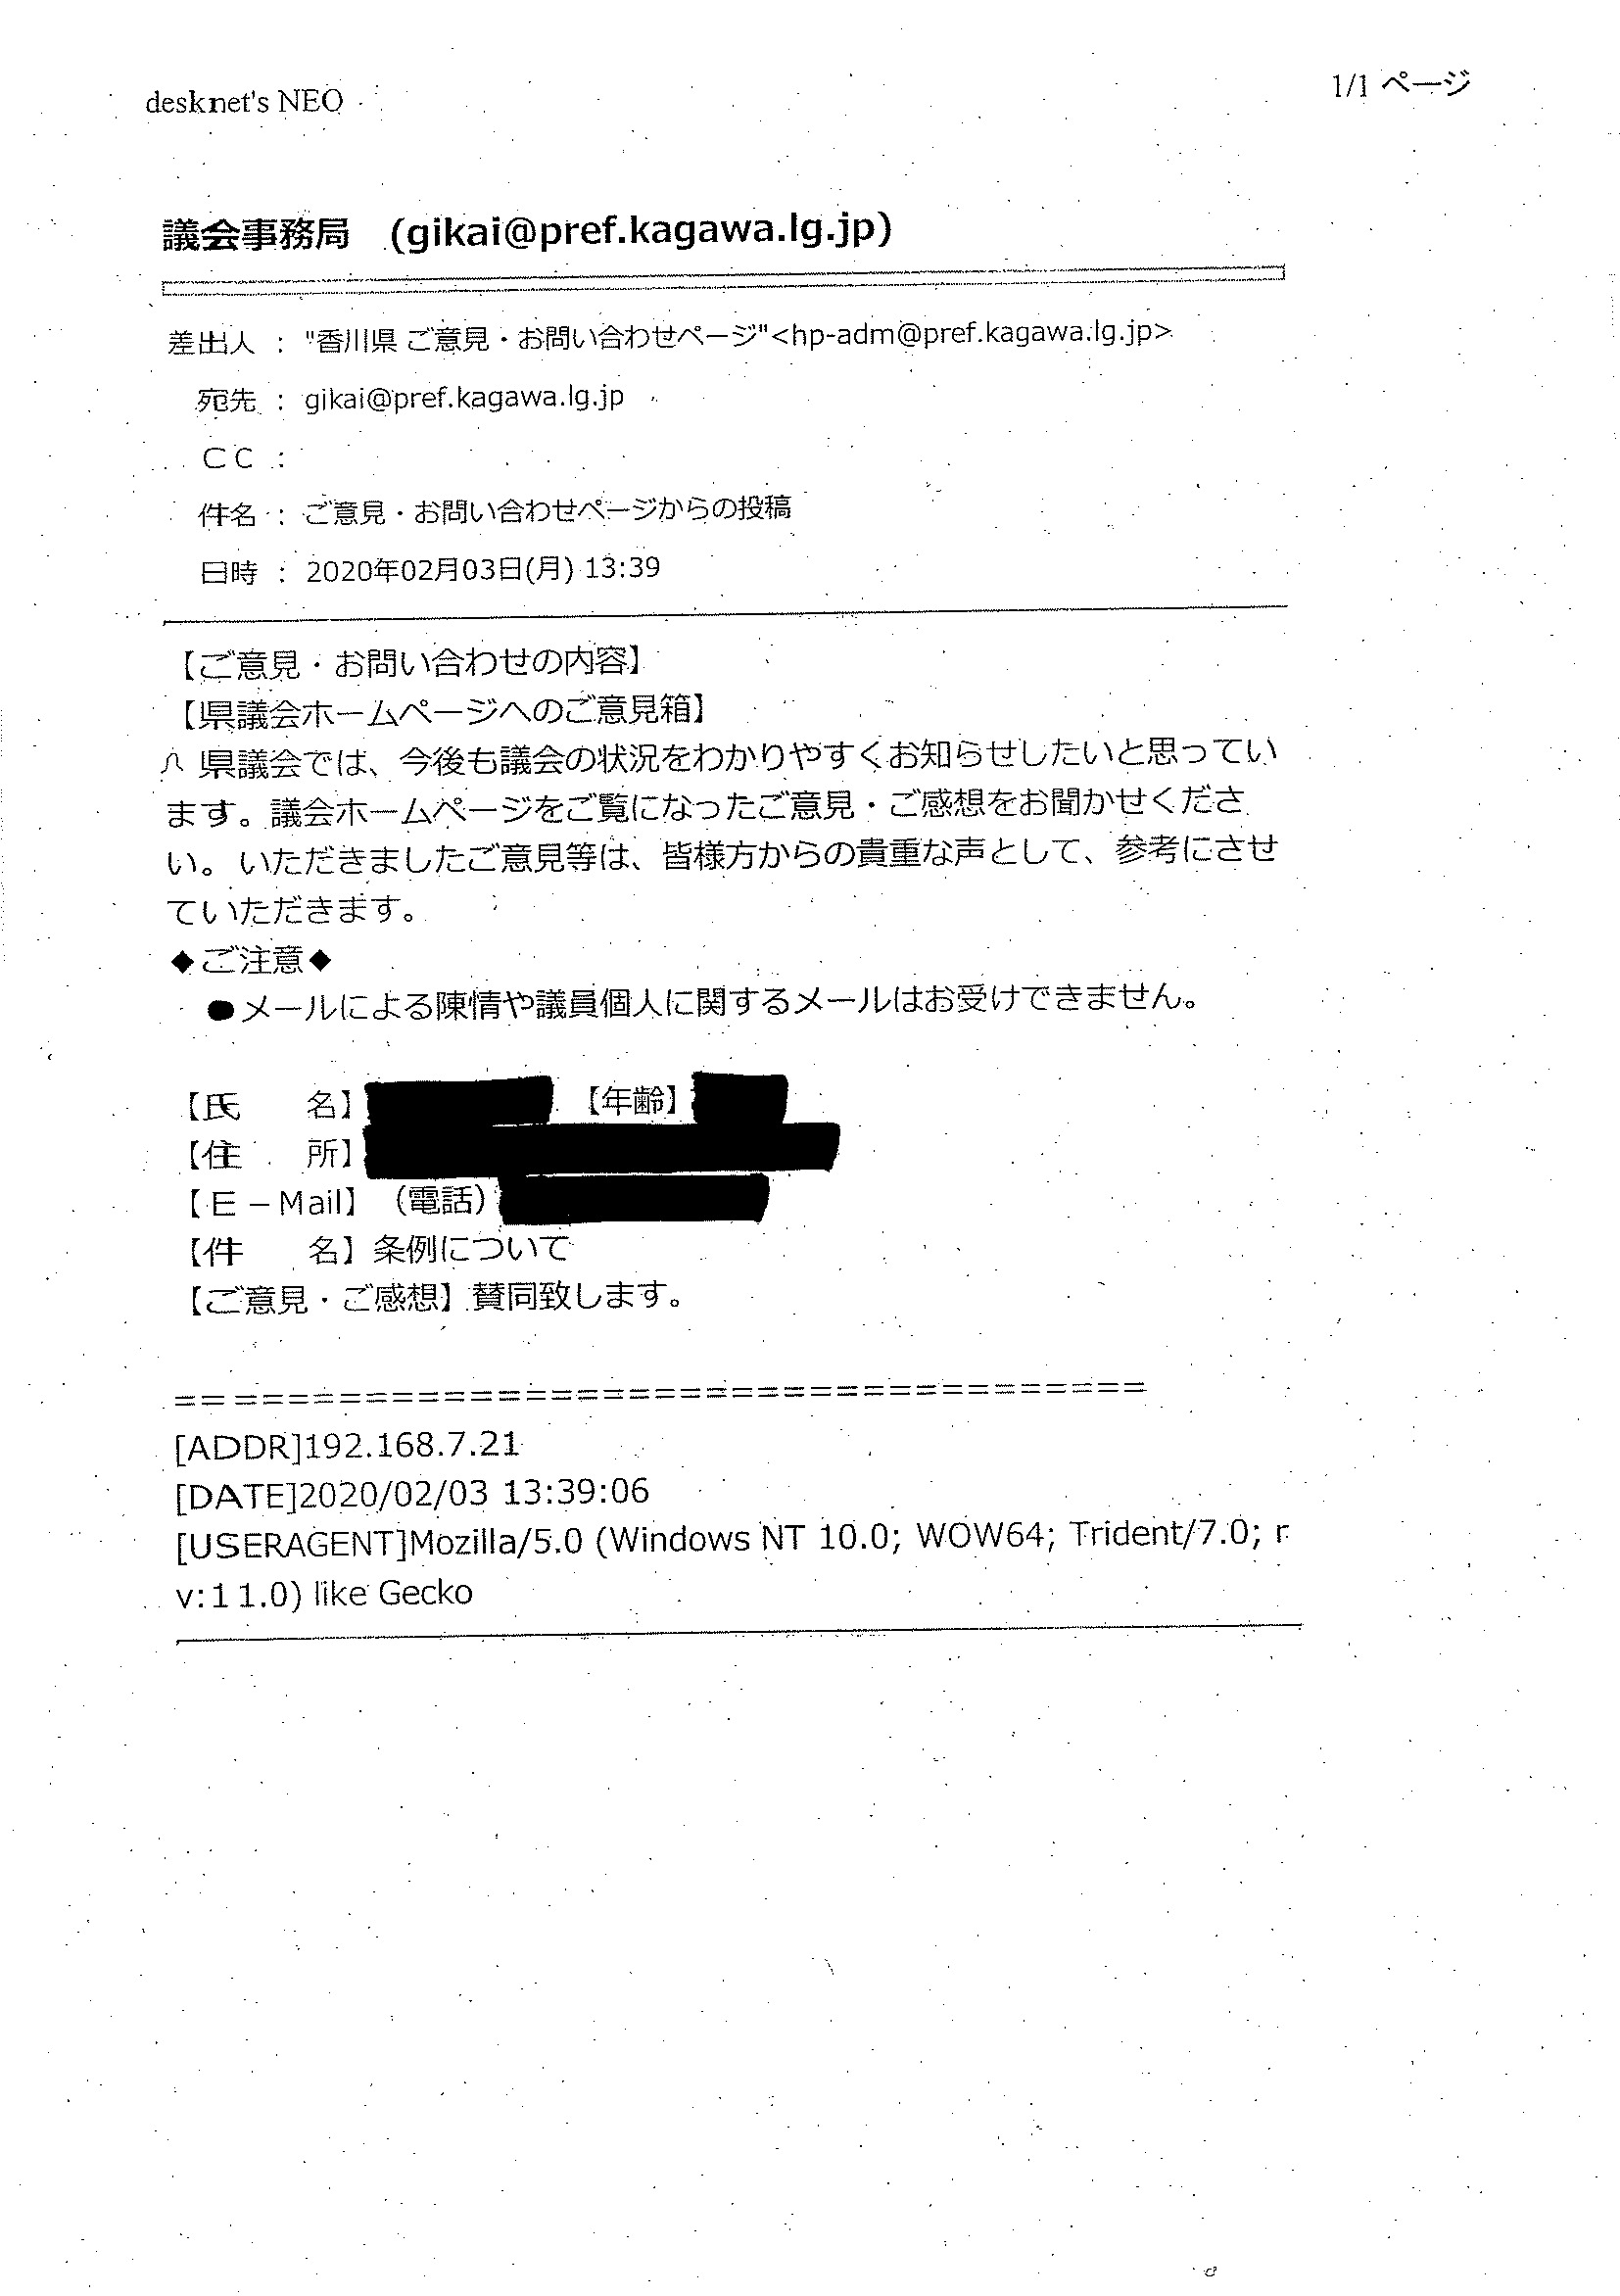 desknet's NEO
1/1 ページ
議会事務局　(gikai@pref.kagawa.lg.jp)
差出人 ： "香川県 ご意見・お問い合わせページ"<hp-adm@pref.kagawa.lg.jp>
宛先 ： gikai@pref.kagawa.lg.jp
ＣＣ ：
件名 ： ご意見・お問い合わせページからの投稿
日時 ： 2020年02月03日(月) 13:39
【ご意見・お問い合わせの内容】
【県議会ホームページへのご意見箱】
県議会では、今後も議会の状況をわかりやすくお知らせしたいと思ってい
ます。議会ホームページをご覧になったご意見・ご感想をお聞かせくださ
い。いただきましたご意見等は、皆様方からの貴重な声として、参考にさせ
ていただきます。
◆ご注意◆
●メールによる陳情や議員個人に関するメールはお受けできません。
【氏　　名】　【年齢】
【住　　所】
【Ｅ－Mail】（電話）
【件　　名】条例について
【ご意見・ご感想】賛同致します。
=====================================
[ADDR]192.168.7.21
[DATE]2020/02/03 13:39:06
[USERAGENT]Mozilla/5.0 (Windows NT 10.0; WOW64; Trident/7.0; r
v:11.0) like Gecko